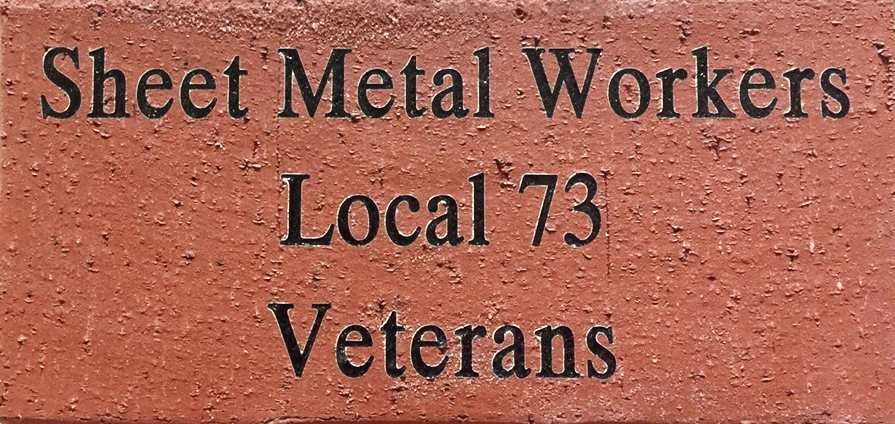 Sheet Metal Workers
Local 73
Veterans